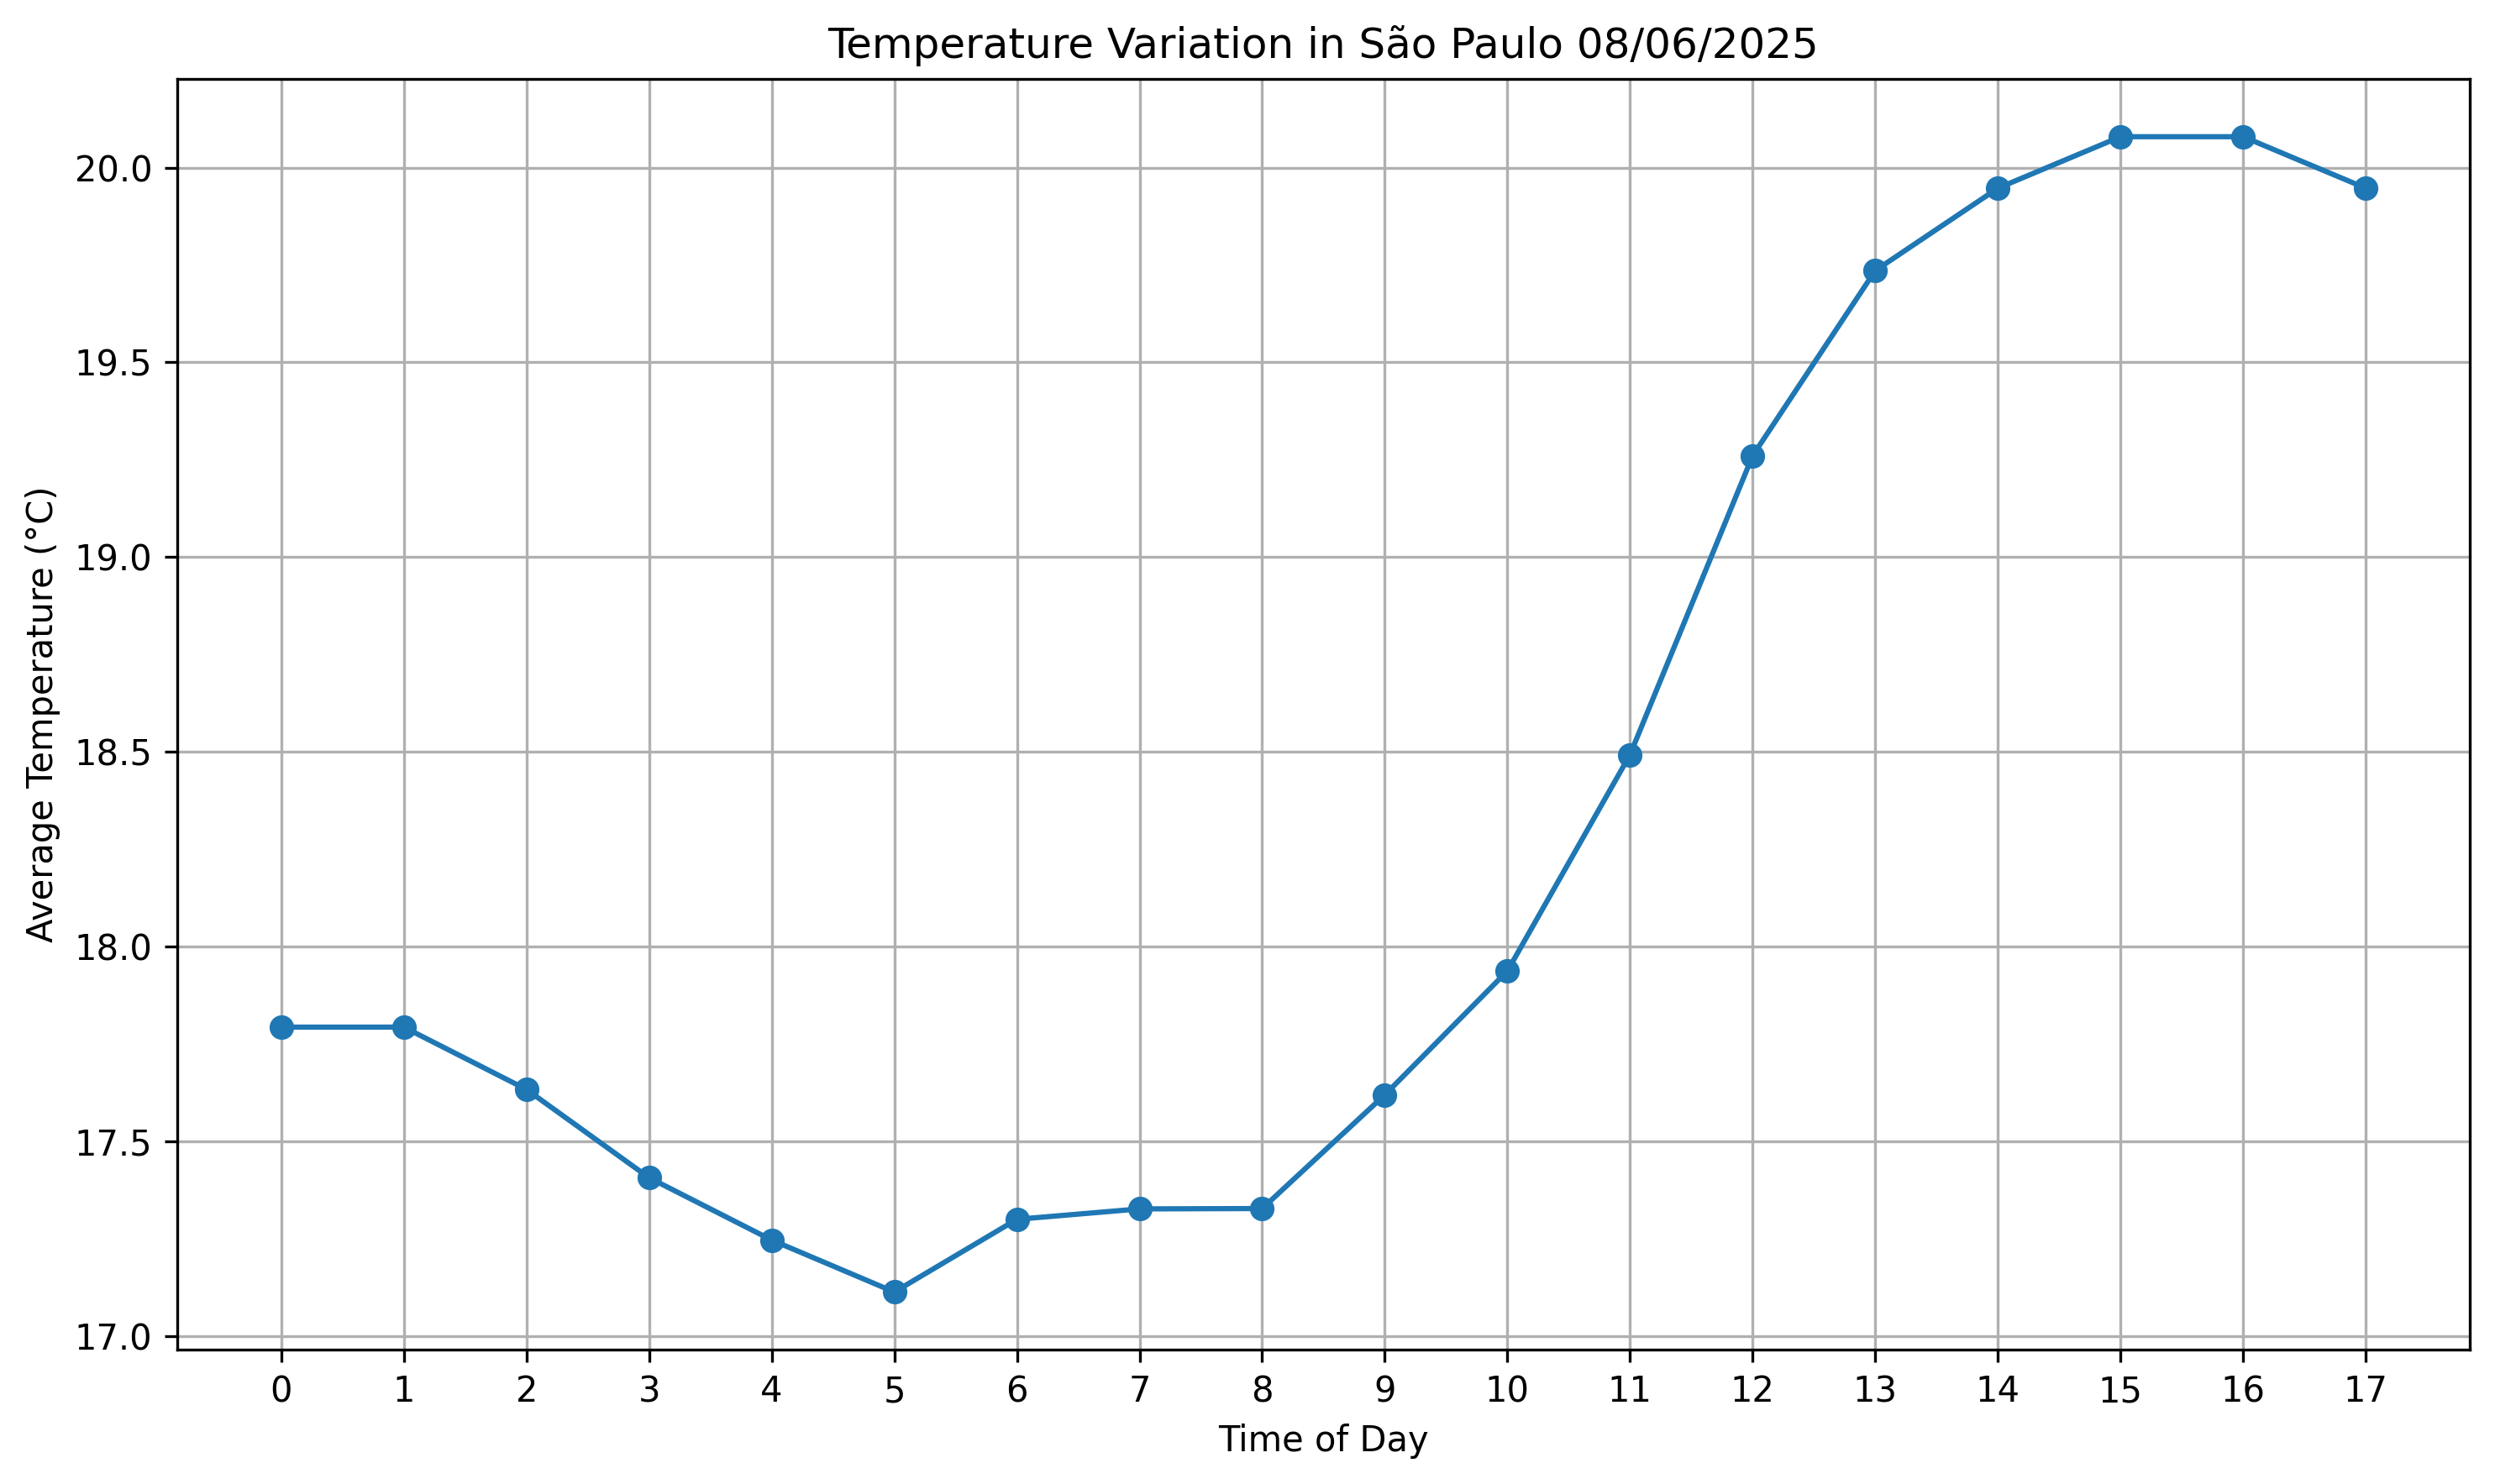 Temperature Variation in São Paulo 08/06/2025
Average Temperature (°C)
20.0
19.5
19.0
18.5
18.0
17.5
17.0
0 1 2 3 4 5 6 7 8 9 10 11 12 13 14 15 16 17
Time of Day